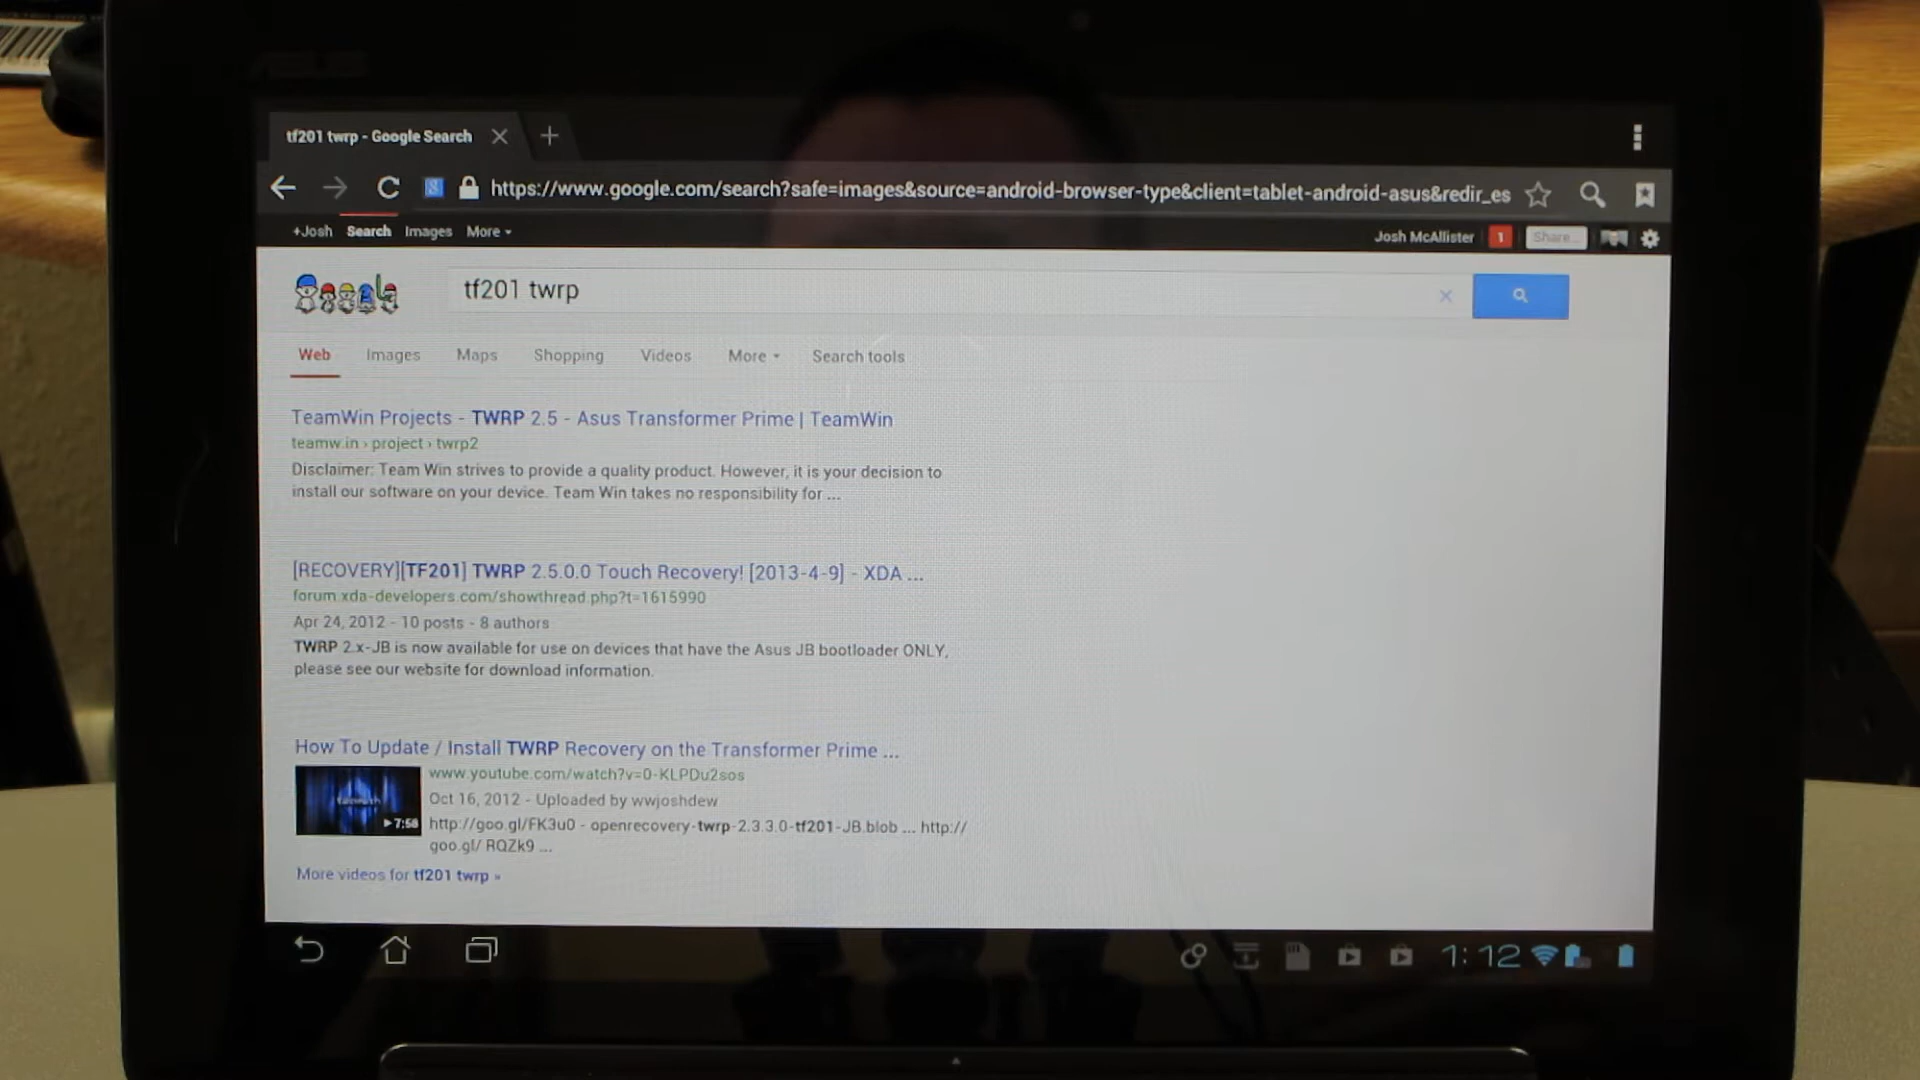 ASUS
tf201 twrp - Google Search
https://www.google.com/search?safe=images&source=android-browser-type&client=tablet-android-asus&redir_es
+Josh Search Images More
Josh McAllister 1 Share...
Google
tf201 twrp
Web Images Maps Shopping Videos More Search tools
TeamWin Projects - TWRP 2.5 - Asus Transformer Prime | TeamWin
teamw.in › project › twrp2
Disclaimer: Team Win strives to provide a quality product. However, it is your decision to
install our software on your device. Team Win takes no responsibility for ...
[RECOVERY][TF201] TWRP 2.5.0.0 Touch Recovery! [2013-4-9] - XDA ...
forum.xda-developers.com/showthread.php?t=1615990
Apr 24, 2012 - 10 posts - 8 authors
TWRP 2.x-JB is now available for use on devices that have the Asus JB bootloader ONLY,
please see our website for download information.
How To Update / Install TWRP Recovery on the Transformer Prime ...
www.youtube.com/watch?v=0-KLPDu2sos
7:58
Oct 16, 2012 - Uploaded by wwjoshdew
http://goo.gl/FK3u0 - openrecovery-twrp-2.3.3.0-tf201-JB.blob ... http://
goo.gl/ RQZk9 ...
More videos for tf201 twrp »
1:12